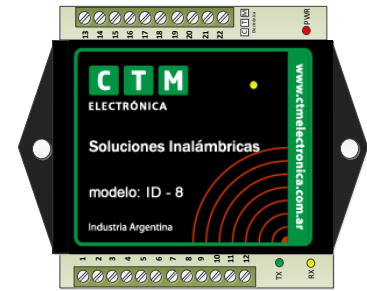 13 14 15 16 17 18 19 20 21 22
CTM
Electrónica
PWR
CTM
ELECTRÓNICA
www.ctmelectronica.com.ar
Soluciones Inalámbricas
modelo: ID - 8
Industria Argentina
1 2 3 4 5 6 7 8 9 10 11 12
TX
RX